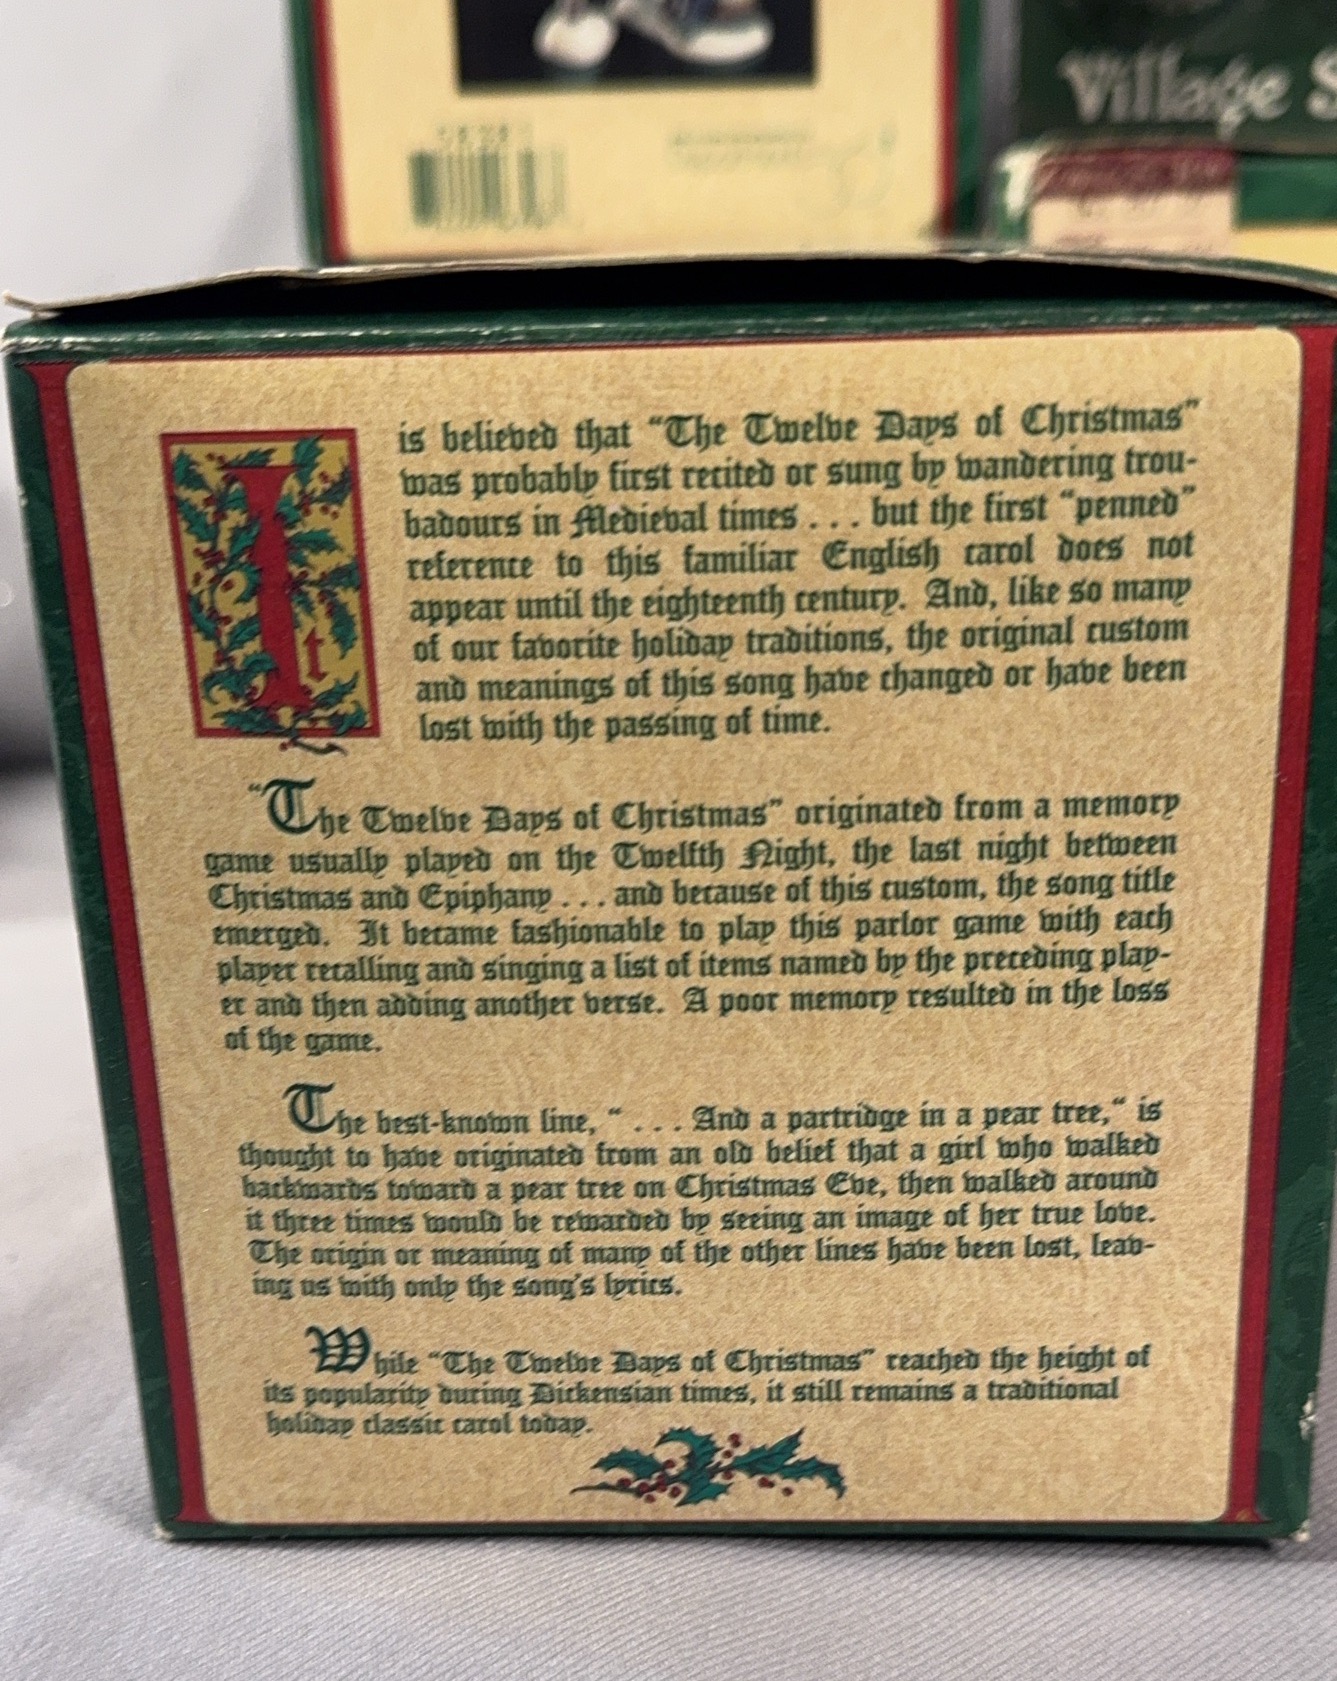 Village S
It
is believed that “The Twelve Days of Christmas”
was probably first recited or sung by wandering trou-
badours in Medieval times . . . but the first “penned”
reference to this familiar English carol does not
appear until the eighteenth century. And, like so many
of our favorite holiday traditions, the original custom
and meanings of this song have changed or have been
lost with the passing of time.
“The Twelve Days of Christmas” originated from a memory
game usually played on the Twelfth Night, the last night between
Christmas and Epiphany . . . and because of this custom, the song title
emerged. It became fashionable to play this parlor game with each
player recalling and singing a list of items named by the preceding play-
er and then adding another verse. A poor memory resulted in the loss
of the game.
The best-known line, “ . . . And a partridge in a pear tree,“ is
thought to have originated from an old belief that a girl who walked
backwards toward a pear tree on Christmas Eve, then walked around
it three times would be rewarded by seeing an image of her true love.
The origin or meaning of many of the other lines have been lost, leav-
ing us with only the song's lyrics.
While “The Twelve Days of Christmas” reached the height of
its popularity during Dickensian times, it still remains a traditional
holiday classic carol today.